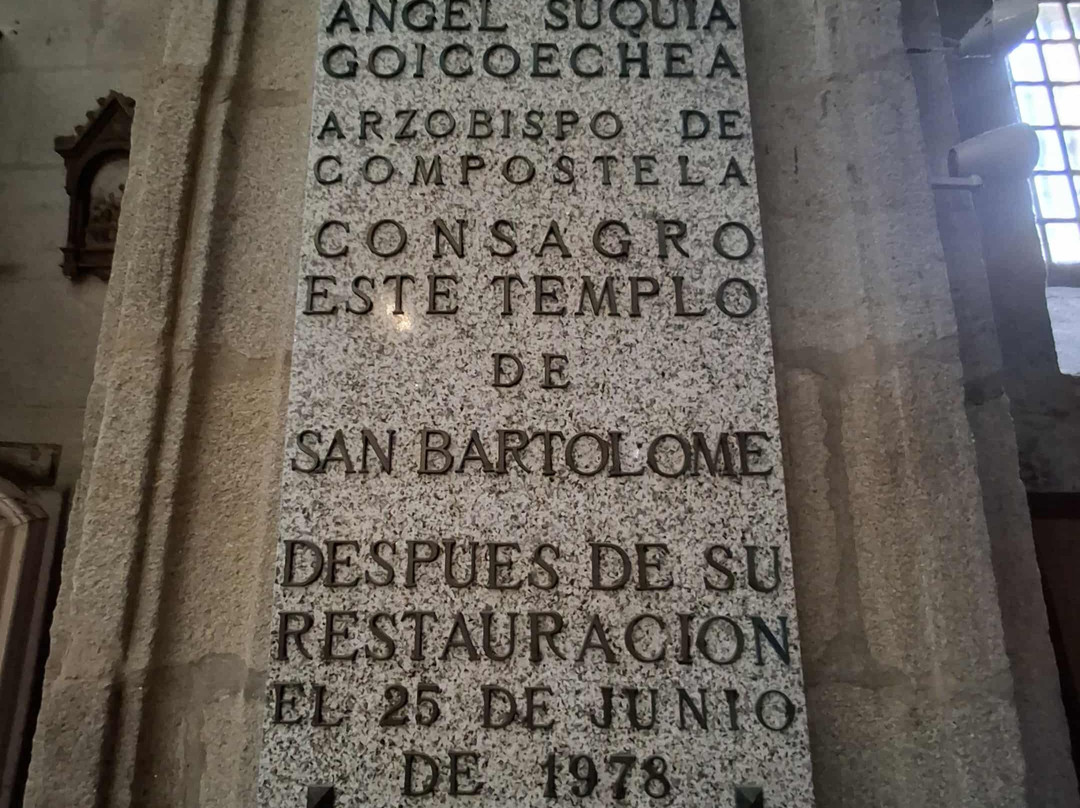 ANGEL SUQUIA
GOICOECHEA
ARZOBISPO DE
COMPOSTELA
CONSAGRO
ESTE TEMPLO
DE
SAN BARTOLOME
DESPUES DE SU
RESTAURACION
EL 25 DE JUNIO
DE 1978